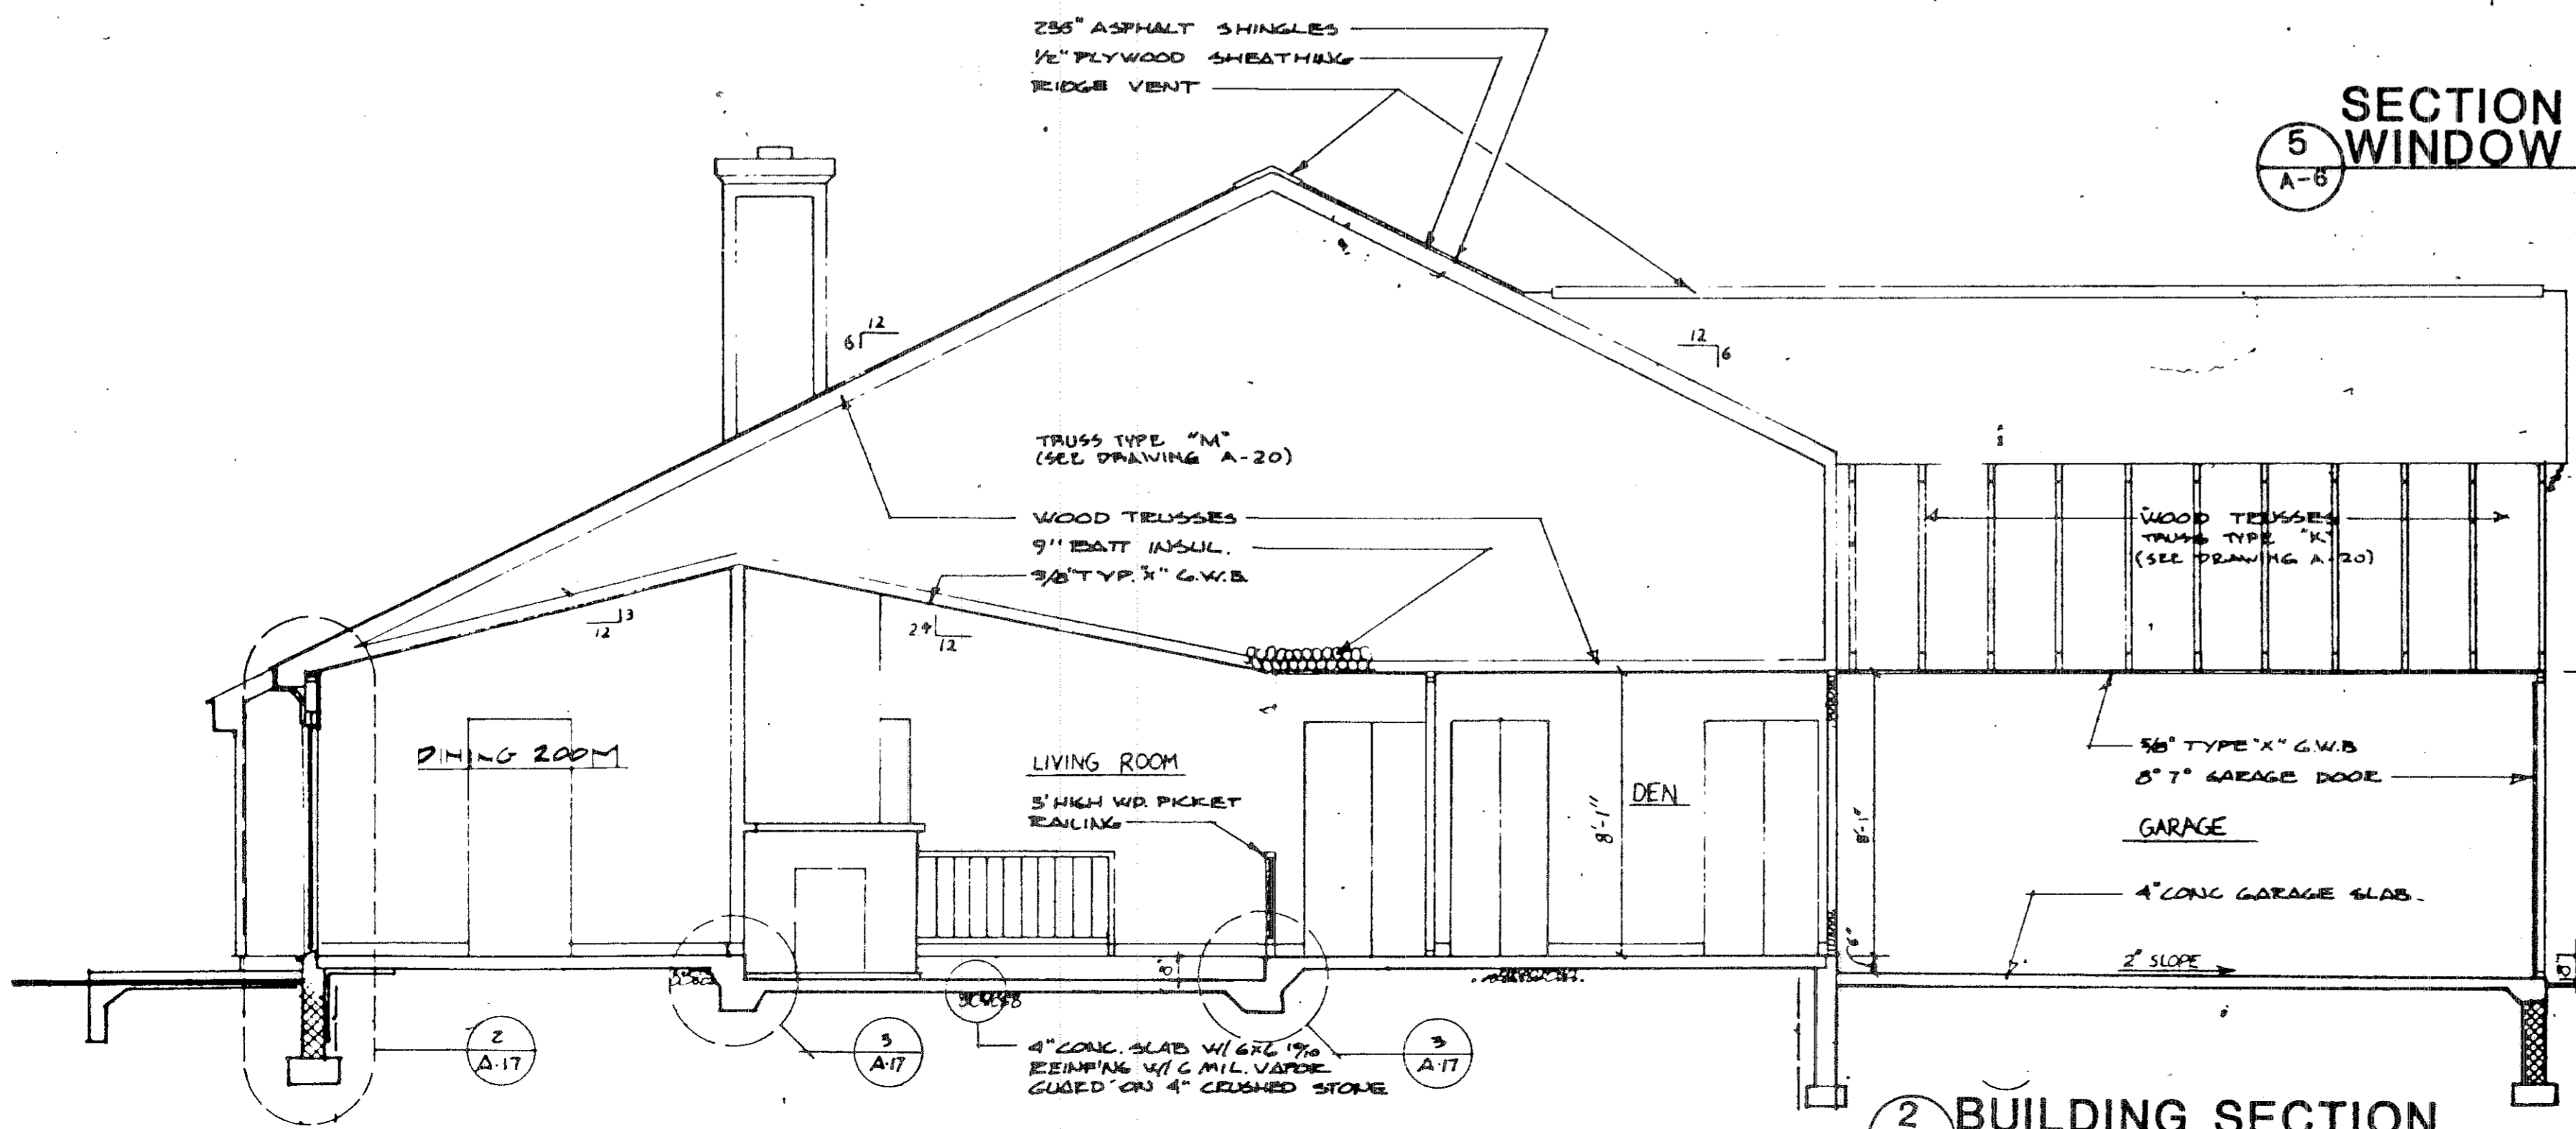 235# ASPHALT SHINGLES
1/2" PLYWOOD SHEATHING
RIDGE VENT
SECTION
WINDOW
5
A-6
12
6
12
6
TRUSS TYPE "M"
(SEE DRAWING A-20)
WOOD TRUSSES
9" BATT INSUL.
5/8" TYP. "X" G.W.B
WOOD TRUSSES
TRUSS TYPE "K"
(SEE DRAWING A-20)
3
12
12
DINING ROOM
LIVING ROOM
3' HIGH WD. PICKET
RAILING
DEN
8'-1"
8'-1"
5/8" TYPE "X" G.W.B
8° 7° GARAGE DOOR
GARAGE
4" CONC GARAGE SLAB.
6"
2" SLOPE
8"
2
A-17
3
A-17
3
A-17
4" CONC. SLAB W/ 6X6 10/10
REINF'NG W/ 6 MIL. VAPOR
GUARD ON 4" CRUSHED STONE
2
BUILDING SECTION